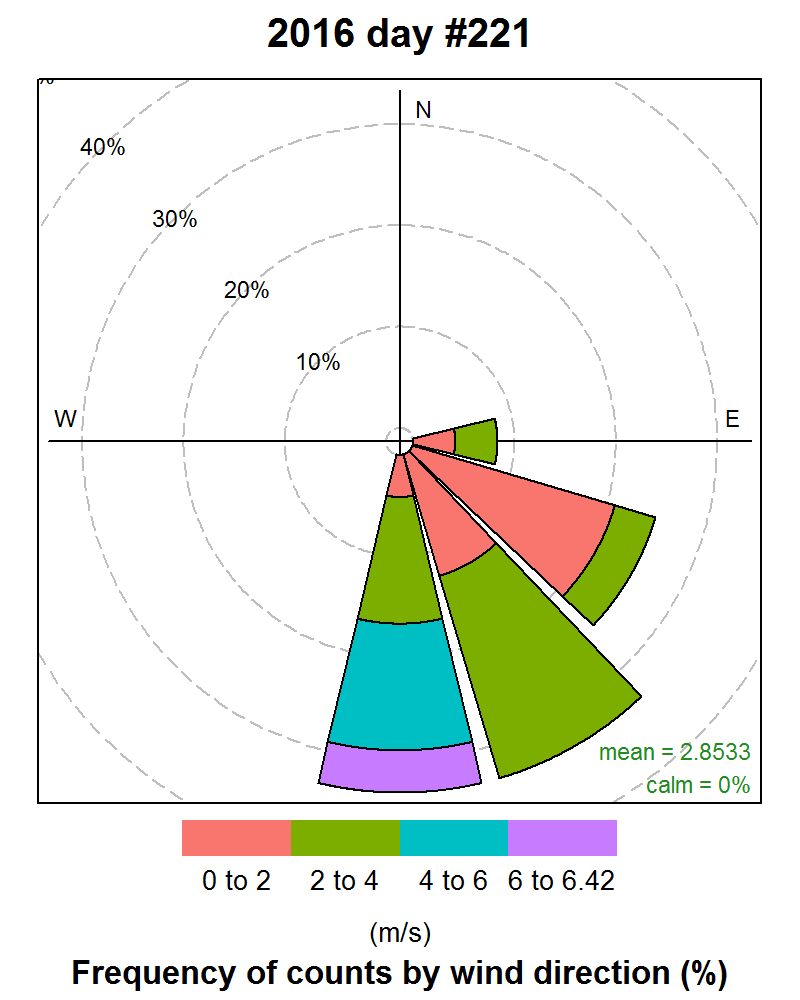 2016 day #221
N
40%
30%
20%
10%
W
E
mean = 2.8533
calm = 0%
0 to 2 2 to 4 4 to 6 6 to 6.42
(m/s)
Frequency of counts by wind direction (%)